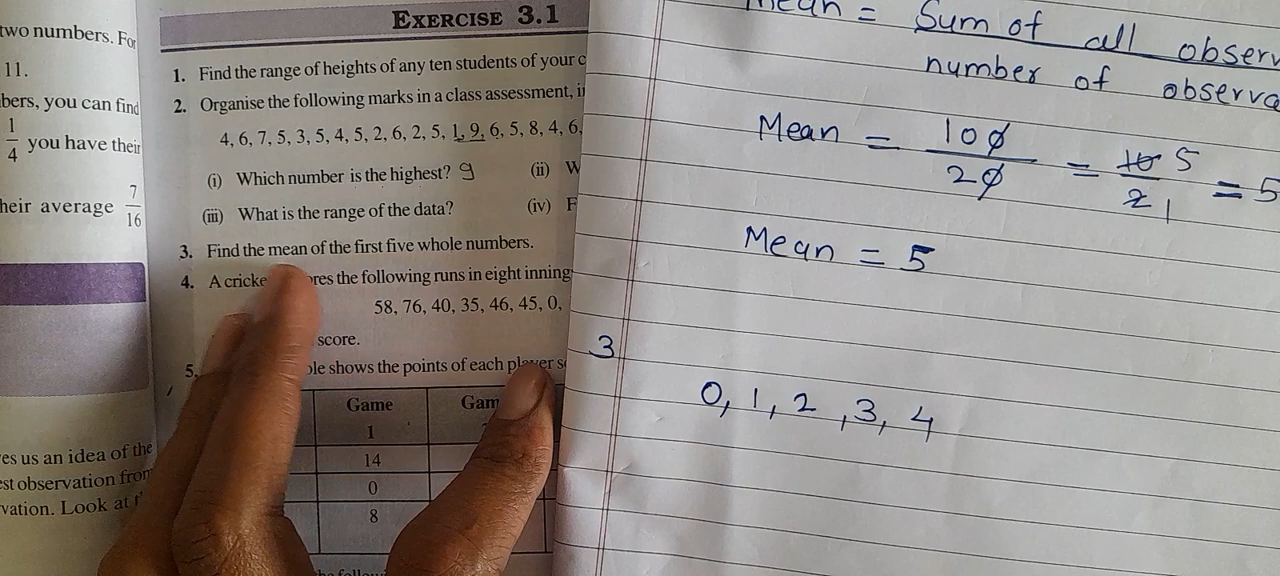 two numbers. For
11.
bers, you can find
1/4 you have their
heir average 7/16
es us an idea of the
st observation from
vation. Look at
EXERCISE 3.1
1. Find the range of heights of any ten students of your c
2. Organise the following marks in a class assessment, i
4, 6, 7, 5, 3, 5, 4, 5, 2, 6, 2, 5, 1, 9, 6, 5, 8, 4, 6,
(i) Which number is the highest? 9 (ii) W
(iii) What is the range of the data? (iv) F
3. Find the mean of the first five whole numbers.
4. A cricke ores the following runs in eight inning
58, 76, 40, 35, 46, 45, 0,
score.
5. ble shows the points of each player s
Game Gam
1
14
0
8
Mean = Sum of all observ
number of observa
Mean = 100/20 = 10 5/2 1 = 5
Mean = 5
3
0, 1, 2, 3, 4